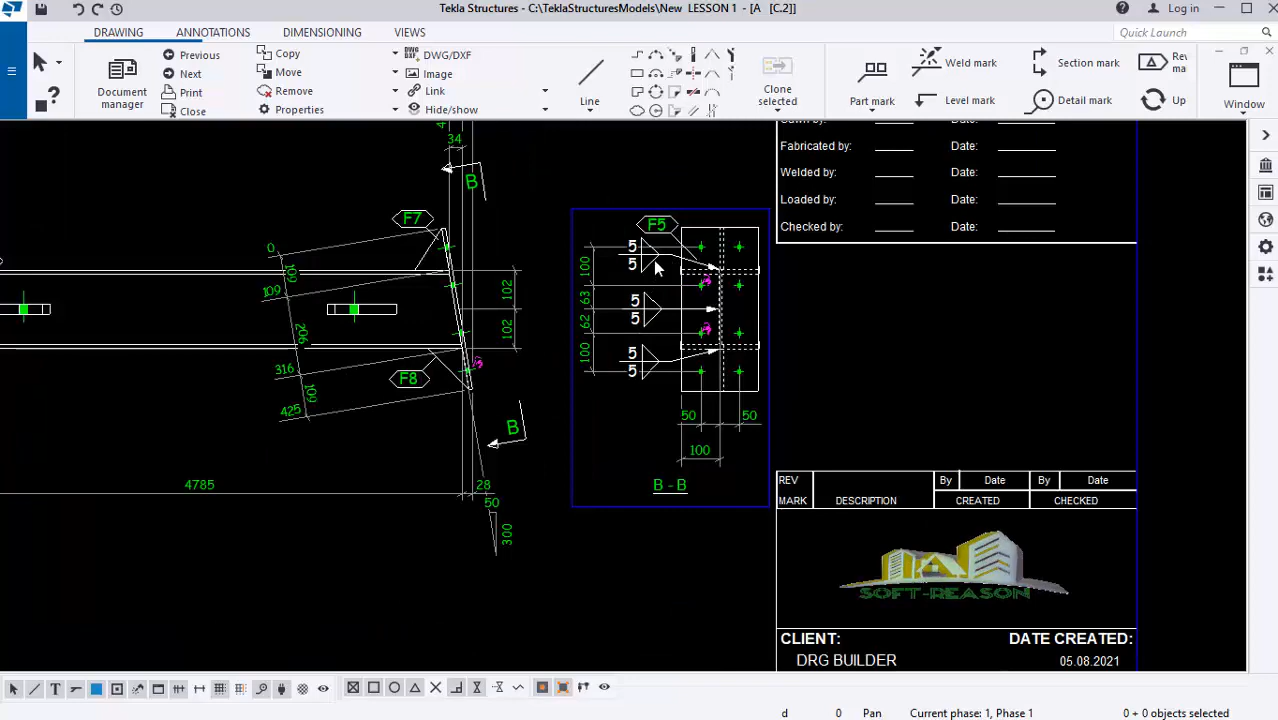 Tekla Structures - C:\TeklaStructuresModels\New LESSON 1 - [A [C.2]]
Log in
DRAWING
ANNOTATIONS
DIMENSIONING
VIEWS
Quick Launch
Document manager
Previous
Next
Print
Close
Copy
Move
Remove
Properties
DWG/DXF
Image
Link
Hide/show
Line
Clone selected
Part mark
Weld mark
Level mark
Section mark
Detail mark
Up
Window
34
B
F7
0
109
109
206
316
109
425
F8
102
102
B
4785
28
50
300
F5
5
5
5
5
5
5
100
63
62
100
50
50
100
B - B
Date:
Fabricated by:
Date:
Welded by:
Date:
Loaded by:
Date:
Checked by:
Date:
REV
By
Date
By
Date
MARK
DESCRIPTION
CREATED
CHECKED
SOFT-REASON
CLIENT:
DATE CREATED:
DRG BUILDER
05.08.2021
d
0
Pan
Current phase: 1, Phase 1
0 + 0 objects selected